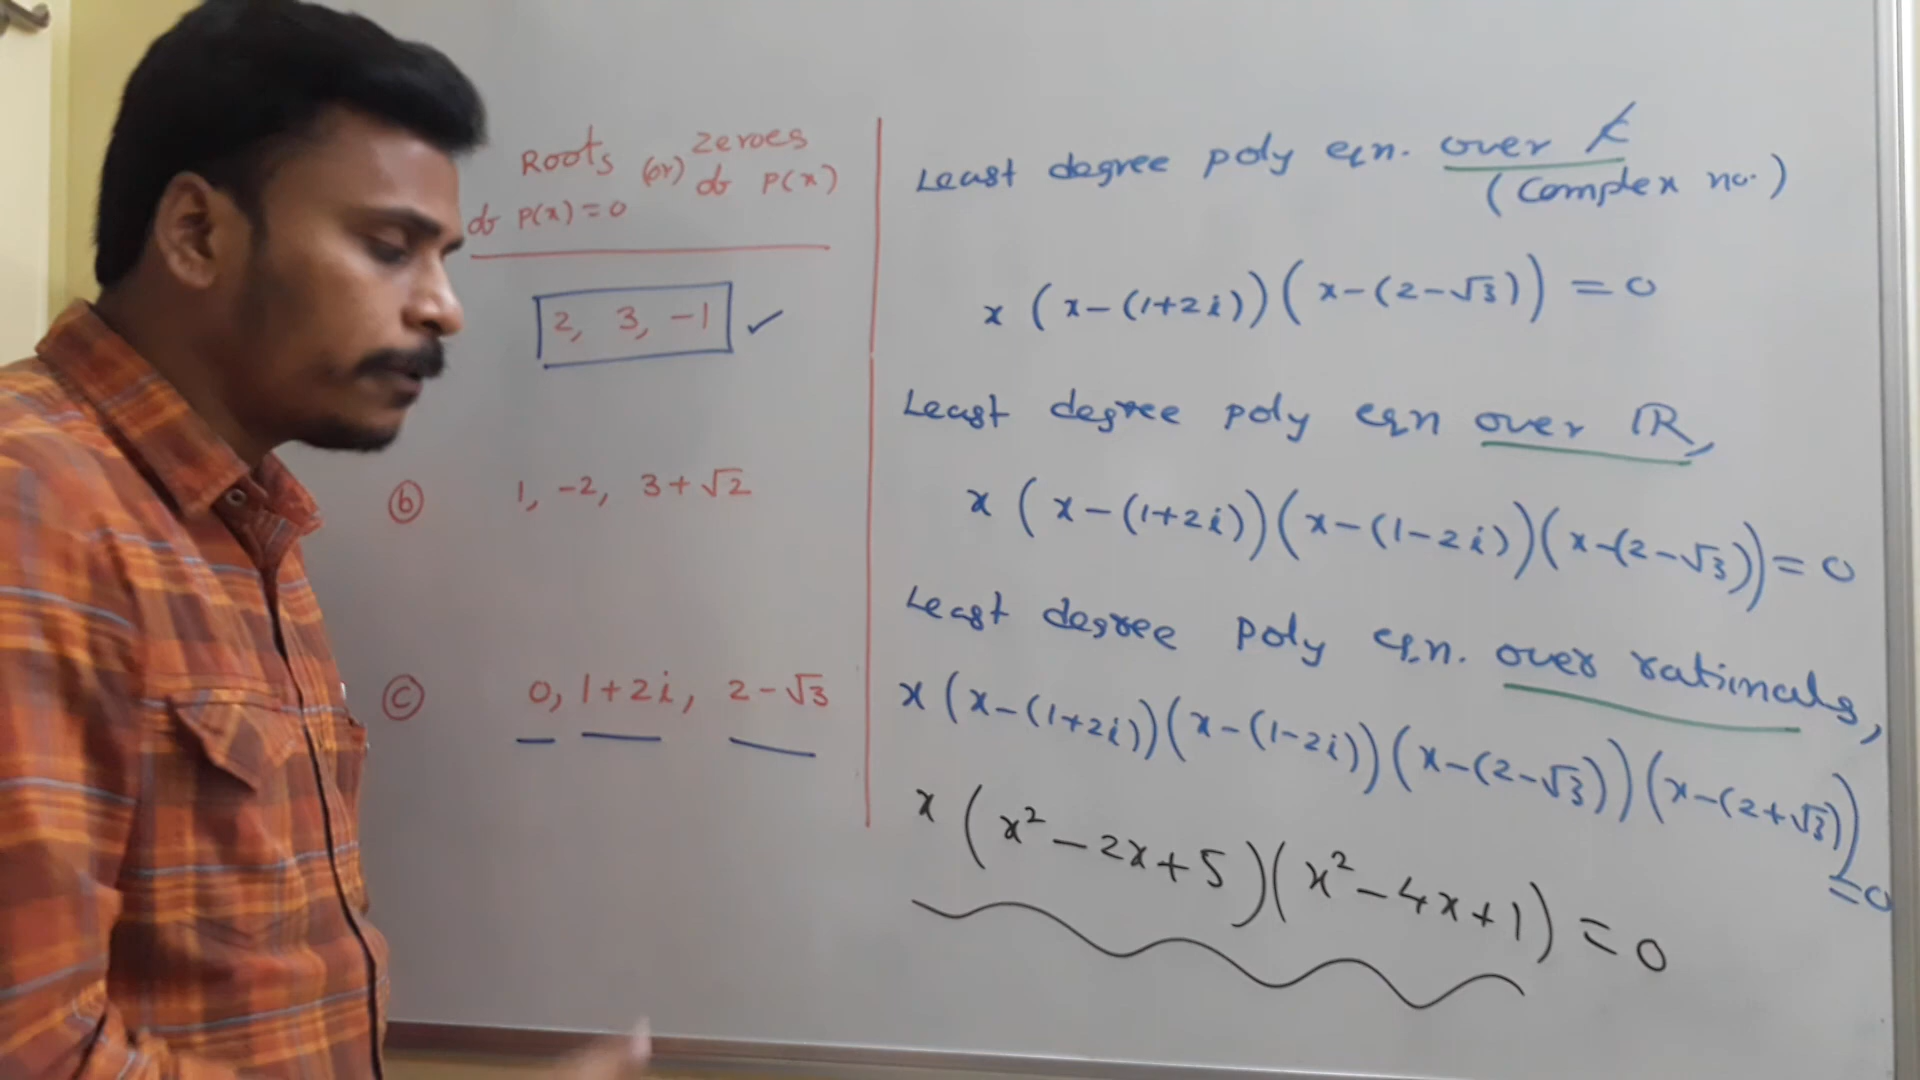 Roots (or) zeroes
of P(x)=0 of P(x)
2, 3, -1 ✓
ⓑ 1, -2, 3+√2
ⓒ 0, 1+2i, 2-√3
Least degree poly eqn. over ₵
(Complex no.)
x (x-(1+2i))(x-(2-√3)) = 0
Least degree poly eqn over ℝ,
x (x-(1+2i))(x-(1-2i))(x-(2-√3)) = 0
Least degree poly eqn. over rationals,
x (x-(1+2i))(x-(1-2i))(x-(2-√3))(x-(2+√3))
=0
x (x²-2x+5)(x²-4x+1) = 0